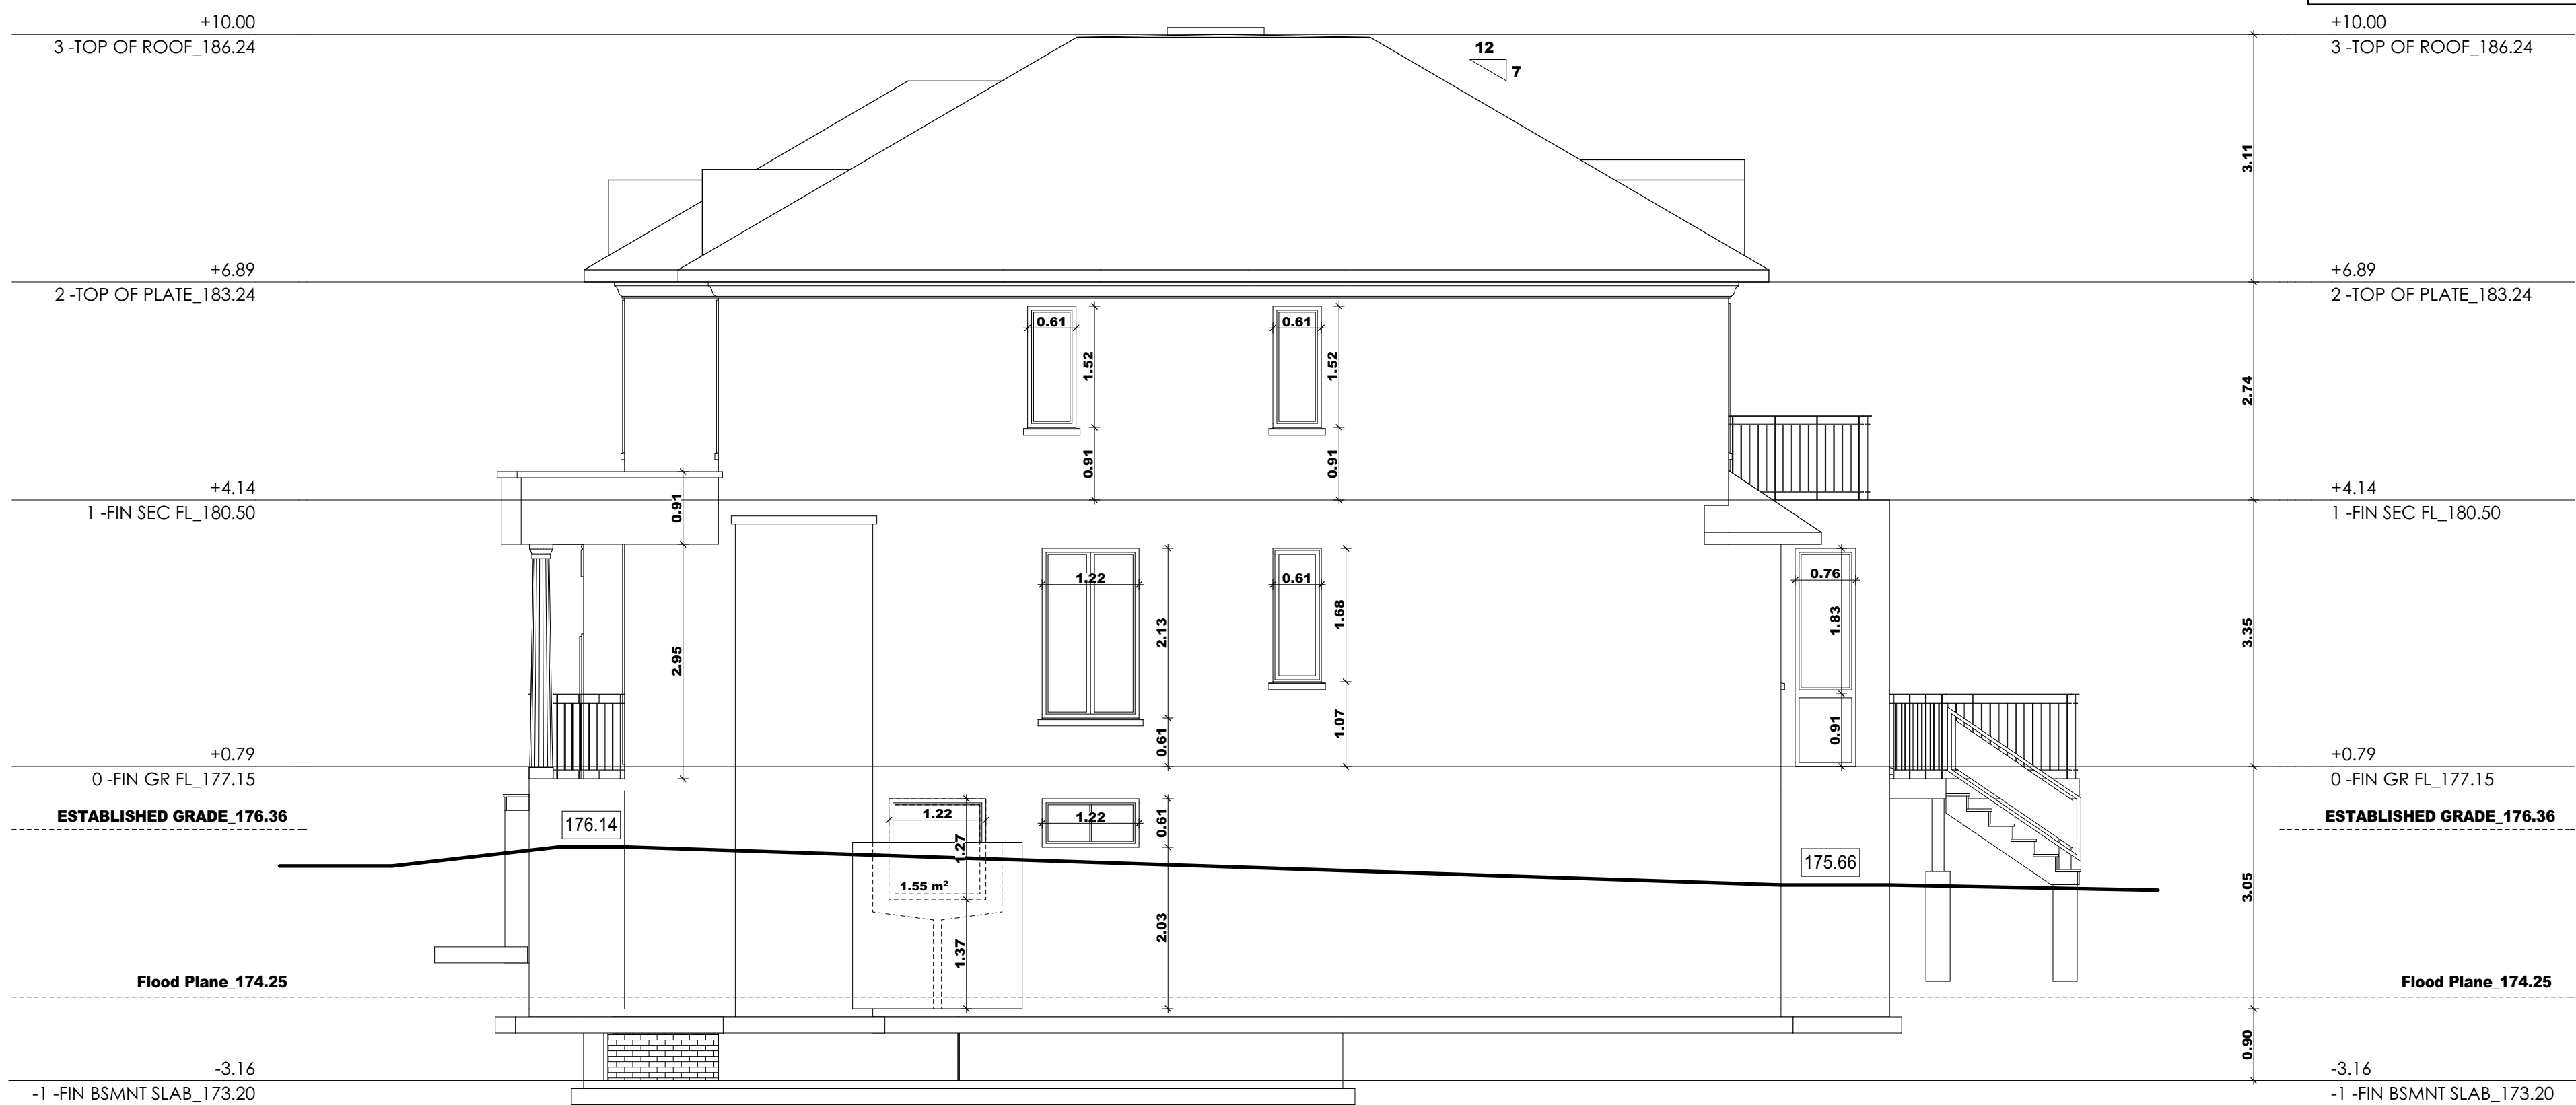 +10.00
3 -TOP OF ROOF_186.24
+10.00
3 -TOP OF ROOF_186.24
12
7
3.11
+6.89
2 -TOP OF PLATE_183.24
+6.89
2 -TOP OF PLATE_183.24
0.61
0.61
1.52
1.52
2.74
0.91
0.91
+4.14
1 -FIN SEC FL_180.50
0.91
+4.14
1 -FIN SEC FL_180.50
1.22
0.61
0.76
2.13
1.68
1.83
3.35
2.95
0.61
1.07
0.91
+0.79
0 -FIN GR FL_177.15
+0.79
0 -FIN GR FL_177.15
ESTABLISHED GRADE_176.36
176.14
1.22
1.22
0.61
ESTABLISHED GRADE_176.36
1.27
175.66
1.55 m²
3.05
2.03
1.37
Flood Plane_174.25
Flood Plane_174.25
0.90
-3.16
-1 -FIN BSMNT SLAB_173.20
-3.16
-1 -FIN BSMNT SLAB_173.20